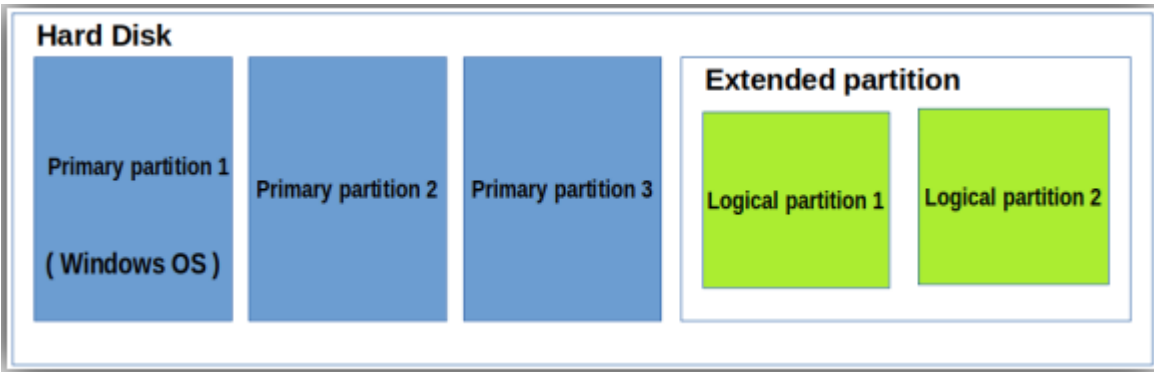 Hard Disk
Primary partition 1
( Windows OS )
Primary partition 2
Primary partition 3
Extended partition
Logical partition 1
Logical partition 2